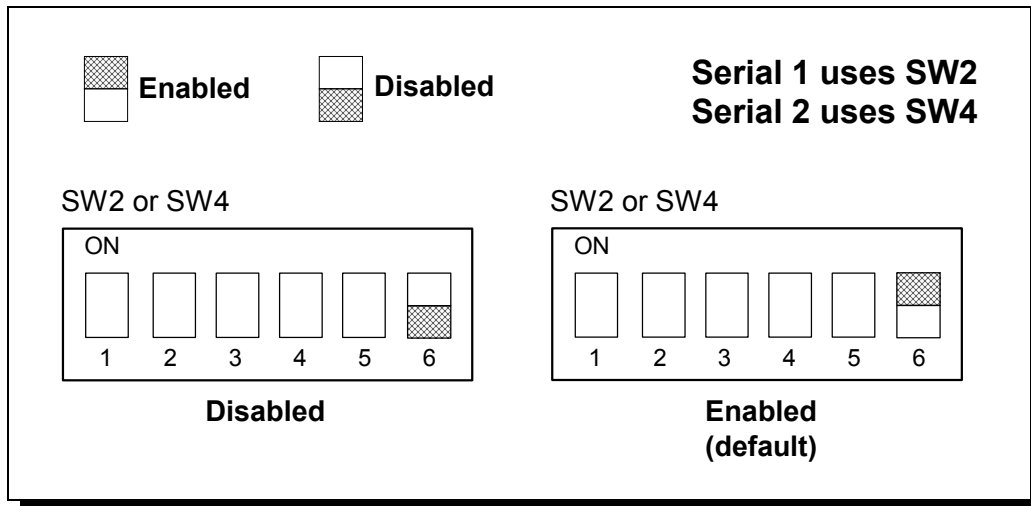 Enabled
Disabled
Serial 1 uses SW2
Serial 2 uses SW4
SW2 or SW4
ON
1 2 3 4 5 6
Disabled
SW2 or SW4
ON
1 2 3 4 5 6
Enabled
(default)